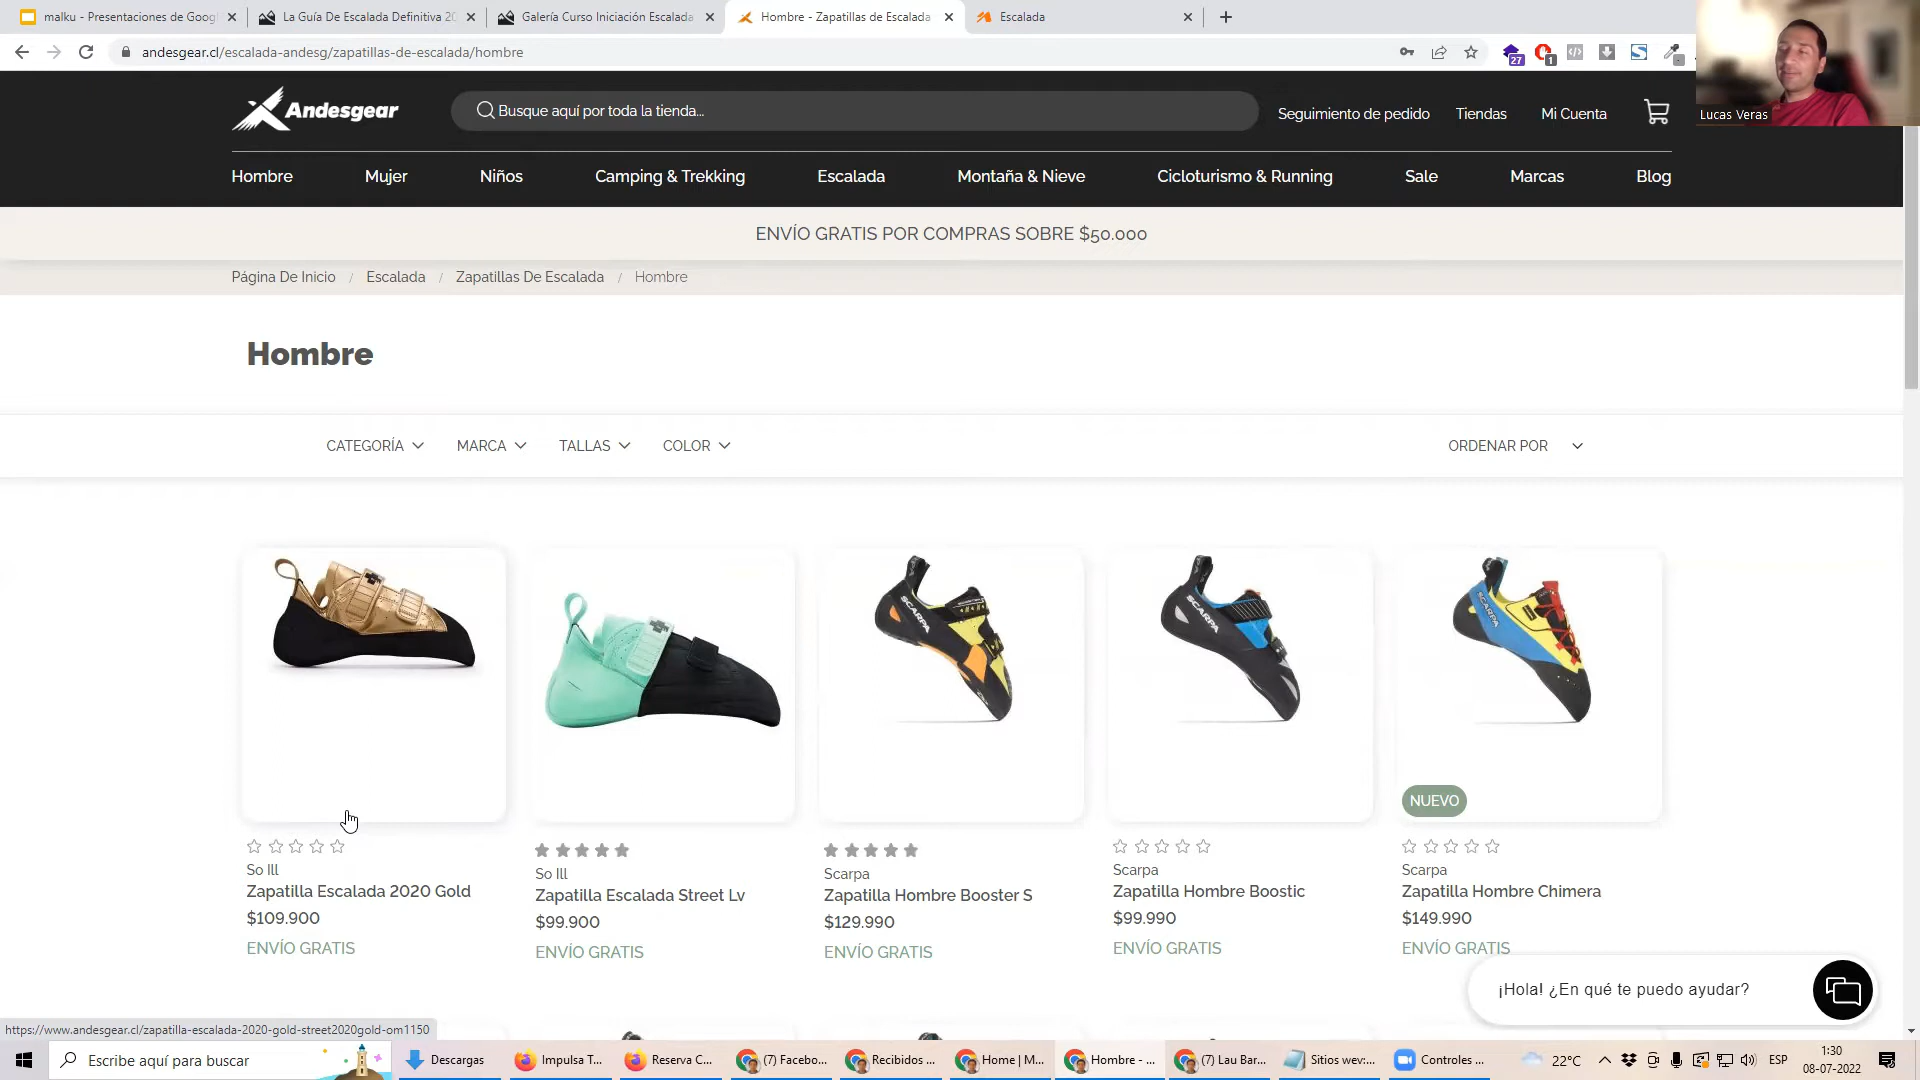 malku - Presentaciones de Goog
La Guía De Escalada Definitiva 20
Galería Curso Iniciación Escalada
Hombre - Zapatillas de Escalada
Escalada
andesgear.cl/escalada-andesg/zapatillas-de-escalada/hombre
27
1
Lucas Veras
Andesgear
Busque aquí por toda la tienda...
Seguimiento de pedido
Tiendas
Mi Cuenta
Hombre
Mujer
Niños
Camping & Trekking
Escalada
Montaña & Nieve
Cicloturismo & Running
Sale
Marcas
Blog
ENVÍO GRATIS POR COMPRAS SOBRE $50.000
Página De Inicio / Escalada / Zapatillas De Escalada / Hombre
Hombre
CATEGORÍA
MARCA
TALLAS
COLOR
ORDENAR POR
SCARPA
SCARPA
SCARPA
NUEVO
So Ill
Zapatilla Escalada 2020 Gold
$109.900
ENVÍO GRATIS
So Ill
Zapatilla Escalada Street Lv
$99.900
ENVÍO GRATIS
Scarpa
Zapatilla Hombre Booster S
$129.990
ENVÍO GRATIS
Scarpa
Zapatilla Hombre Boostic
$99.990
ENVÍO GRATIS
Scarpa
Zapatilla Hombre Chimera
$149.990
ENVÍO GRATIS
¡Hola! ¿En qué te puedo ayudar?
https://www.andesgear.cl/zapatilla-escalada-2020-gold-street2020gold-om1150
Escribe aquí para buscar
Descargas
Impulsa T...
Reserva C...
(7) Facebo...
Recibidos ...
Home | M...
Hombre - ...
(7) Lau Bar...
Sitios wev:...
Controles ...
22°C
ESP
1:30
08-07-2022